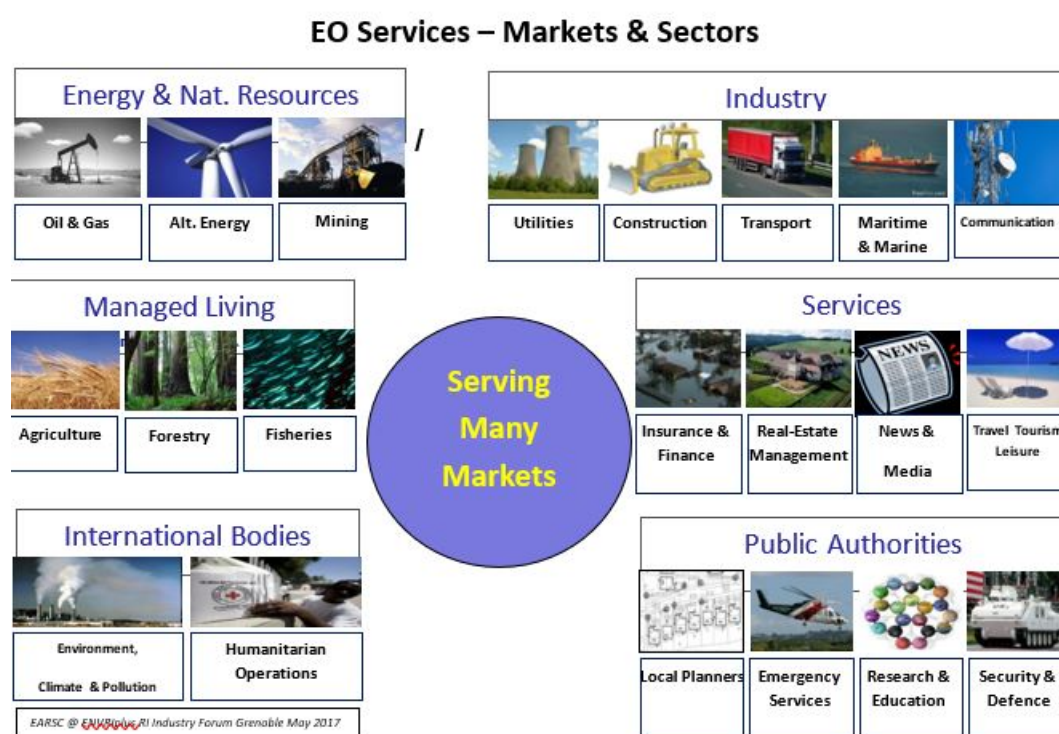 EO Services – Markets & Sectors
Energy & Nat. Resources
/
Oil & Gas
Alt. Energy
Mining
Industry
Utilities
Construction
Transport
Maritime
& Marine
Communication
Managed Living
Agriculture
Forestry
Fisheries
Serving
Many
Markets
Services
NEWS
Insurance &
Finance
Real-Estate
Management
News &
Media
Travel Tourism
Leisure
International Bodies
Environment,
Climate & Pollution
Humanitarian
Operations
Public Authorities
Local Planners
Emergency
Services
Research &
Education
Security &
Defence
EARSC @ ENVRIplus RI Industry Forum Grenoble May 2017